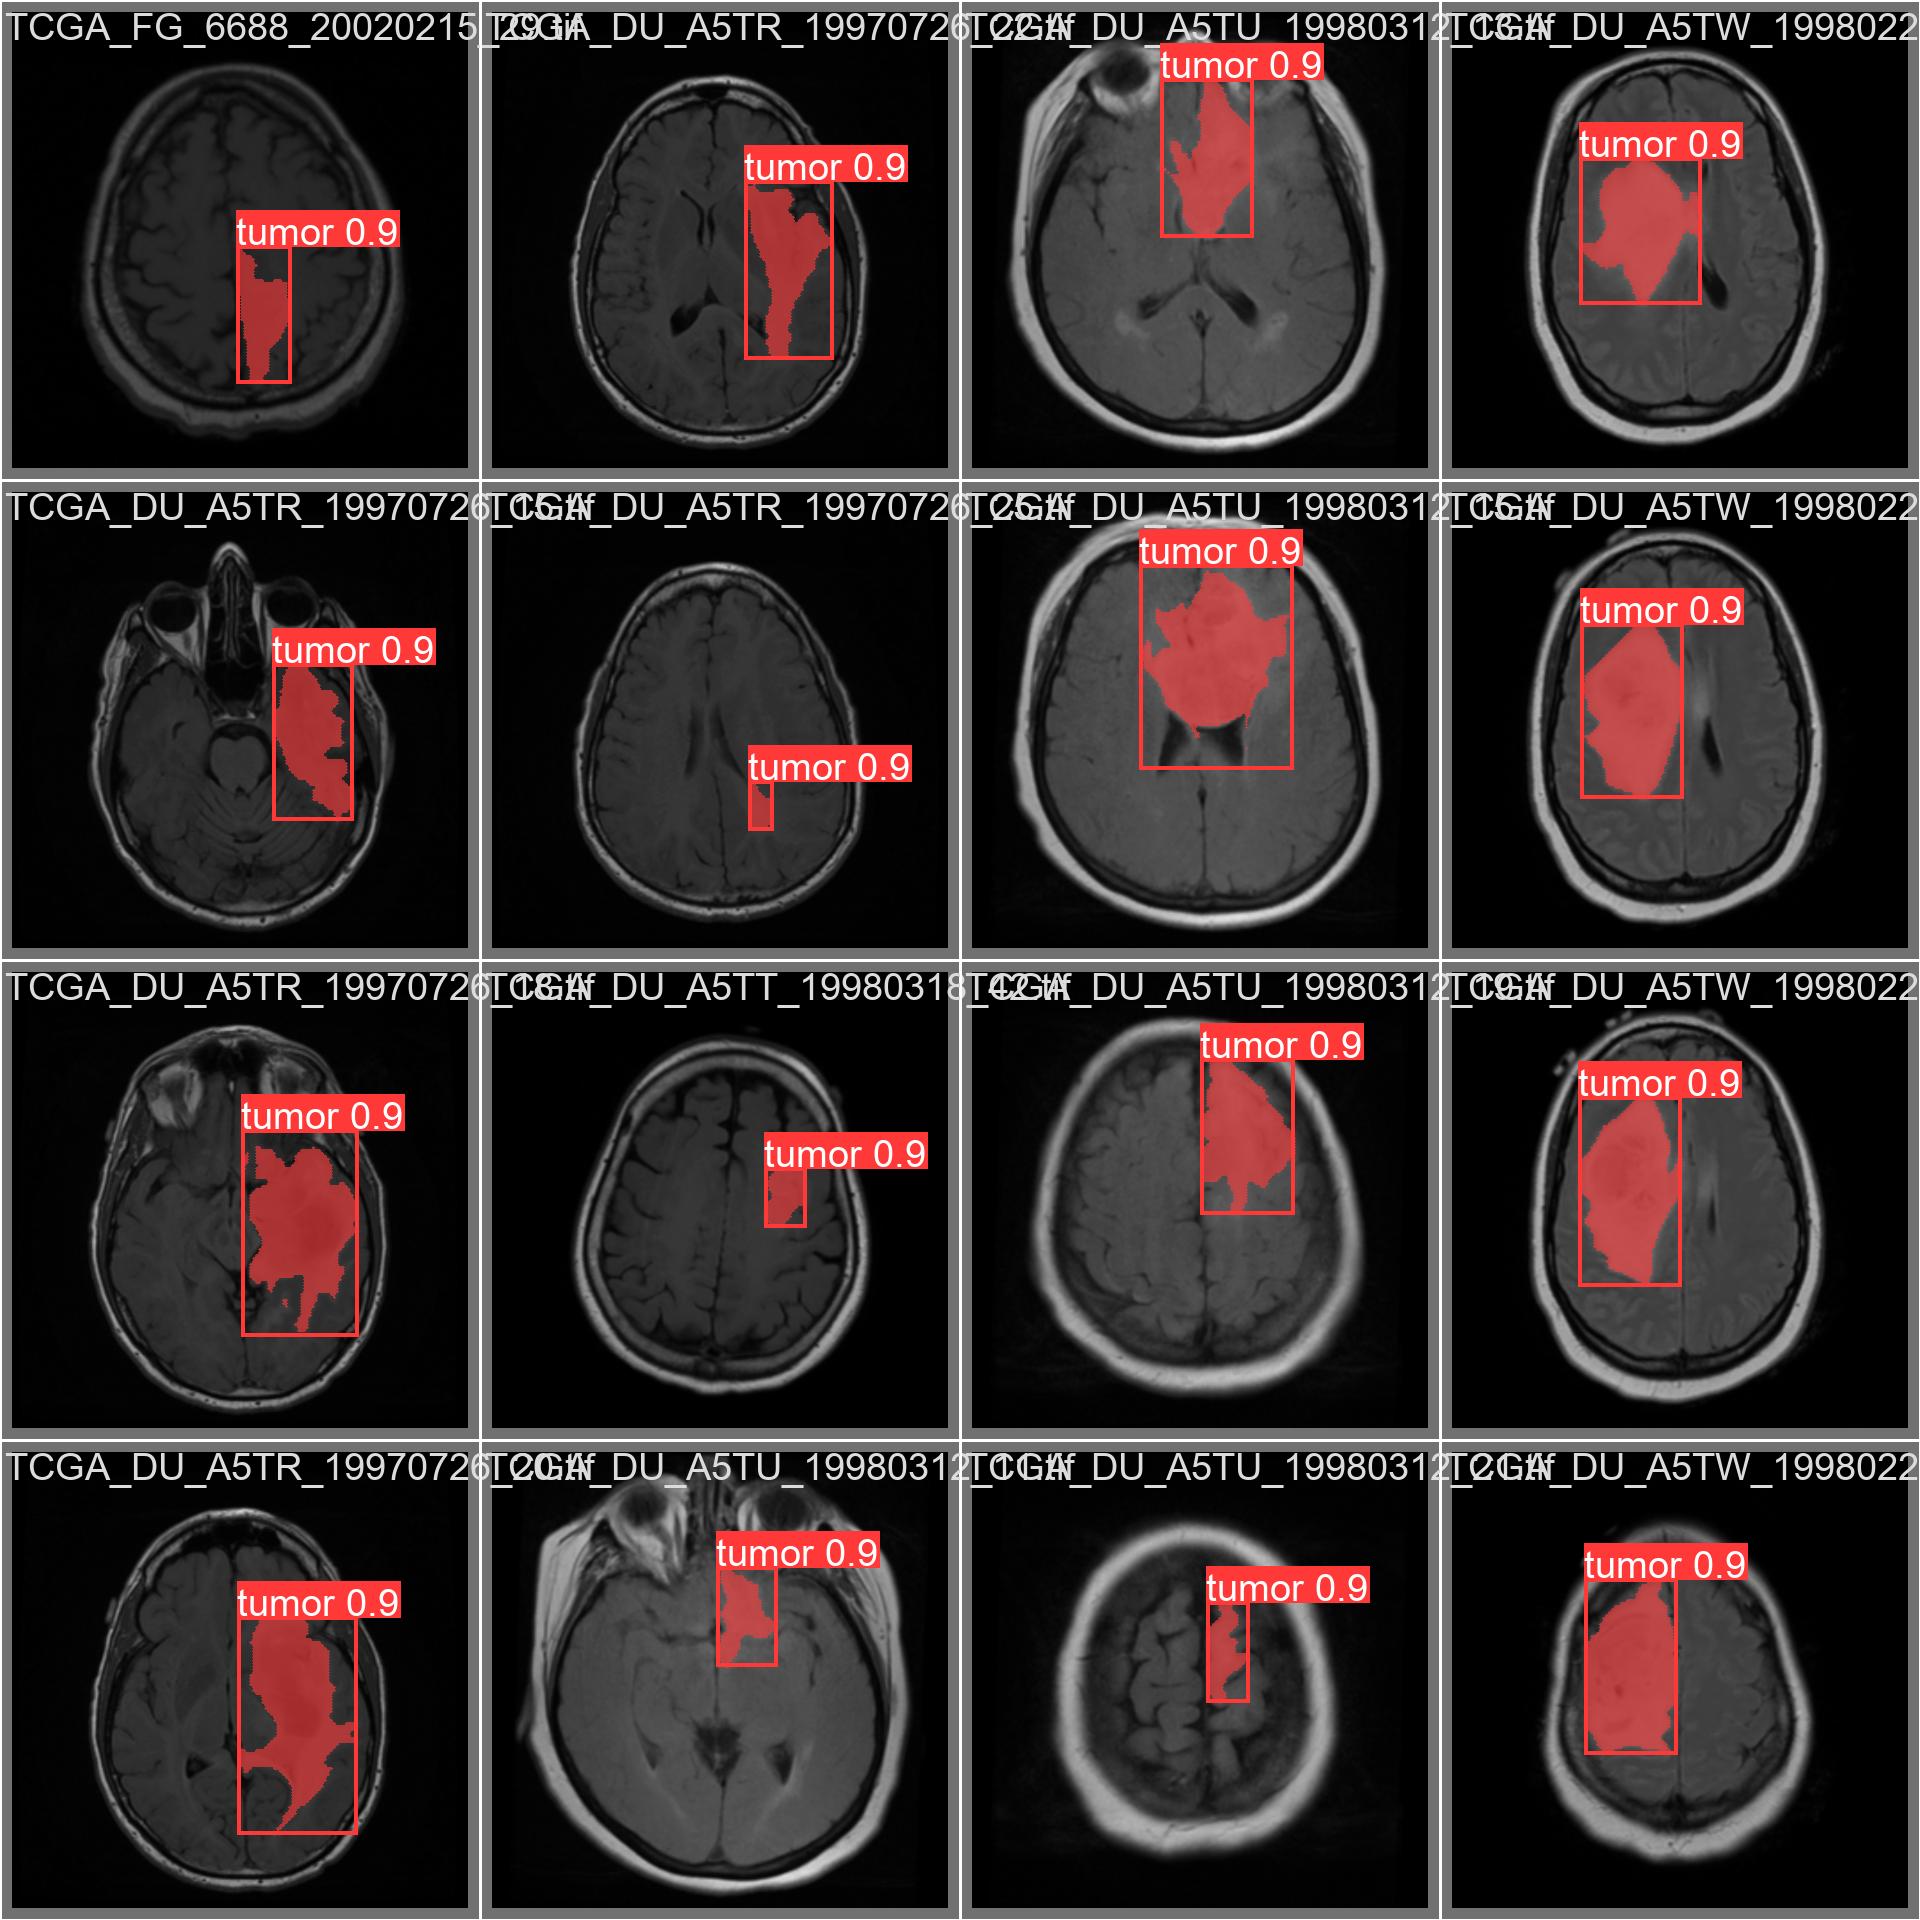 TCGA_FG_6688_20020215_29.tif TCGA_DU_A5TR_19970726_22.tif TCGA_DU_A5TU_19980312_13.tif TCGA_DU_A5TW_1998022
tumor 0.9
tumor 0.9
tumor 0.9
tumor 0.9
TCGA_DU_A5TR_19970726_15.tif TCGA_DU_A5TR_19970726_25.tif TCGA_DU_A5TU_19980312_15.tif TCGA_DU_A5TW_1998022
tumor 0.9
tumor 0.9
tumor 0.9
tumor 0.9
TCGA_DU_A5TR_19970726_18.tif TCGA_DU_A5TT_19980318_42.tif TCGA_DU_A5TU_19980312_19.tif TCGA_DU_A5TW_1998022
tumor 0.9
tumor 0.9
tumor 0.9
tumor 0.9
TCGA_DU_A5TR_19970726_20.tif TCGA_DU_A5TU_19980312_11.tif TCGA_DU_A5TU_19980312_21.tif TCGA_DU_A5TW_1998022
tumor 0.9
tumor 0.9
tumor 0.9
tumor 0.9